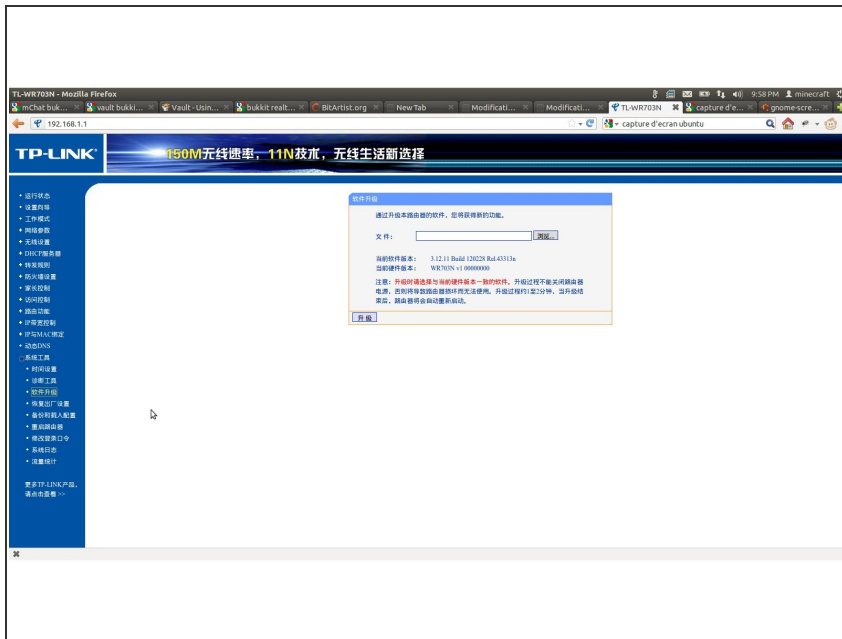 TL-WR703N - Mozilla Firefox
9:58 PM minecraft
mChat buk...
vault bukki...
Vault - Usin...
bukkit realt...
BitArtist.org
New Tab
Modificati...
Modificati...
TL-WR703N
capture d'e...
gnome-scre...
192.168.1.1
capture d'ecran ubuntu
TP-LINK
150M无线速率，11N技术，无线生活新选择
运行状态
设置向导
工作模式
网络参数
无线设置
DHCP服务器
转发规则
防火墙设置
家长控制
访问控制
路由功能
IP带宽控制
IP与MAC绑定
动态DNS
系统工具
时间设置
诊断工具
软件升级
恢复出厂设置
备份和载入配置
重启路由器
修改登录口令
系统日志
流量统计
更多TP-LINK产品，
请点击查看 >>
软件升级
通过升级本路由器的软件，您将获得新的功能。
文件：
浏览...
当前软件版本： 3.12.11 Build 120228 Rel.43313n
当前硬件版本： WR703N v1 00000000
注意：升级时请选择与当前硬件版本一致的软件。升级过程不能关闭路由器
电源，否则将导致路由器损坏而无法使用。升级过程约1至2分钟，当升级结
束后，路由器将会自动重新启动。
升 级